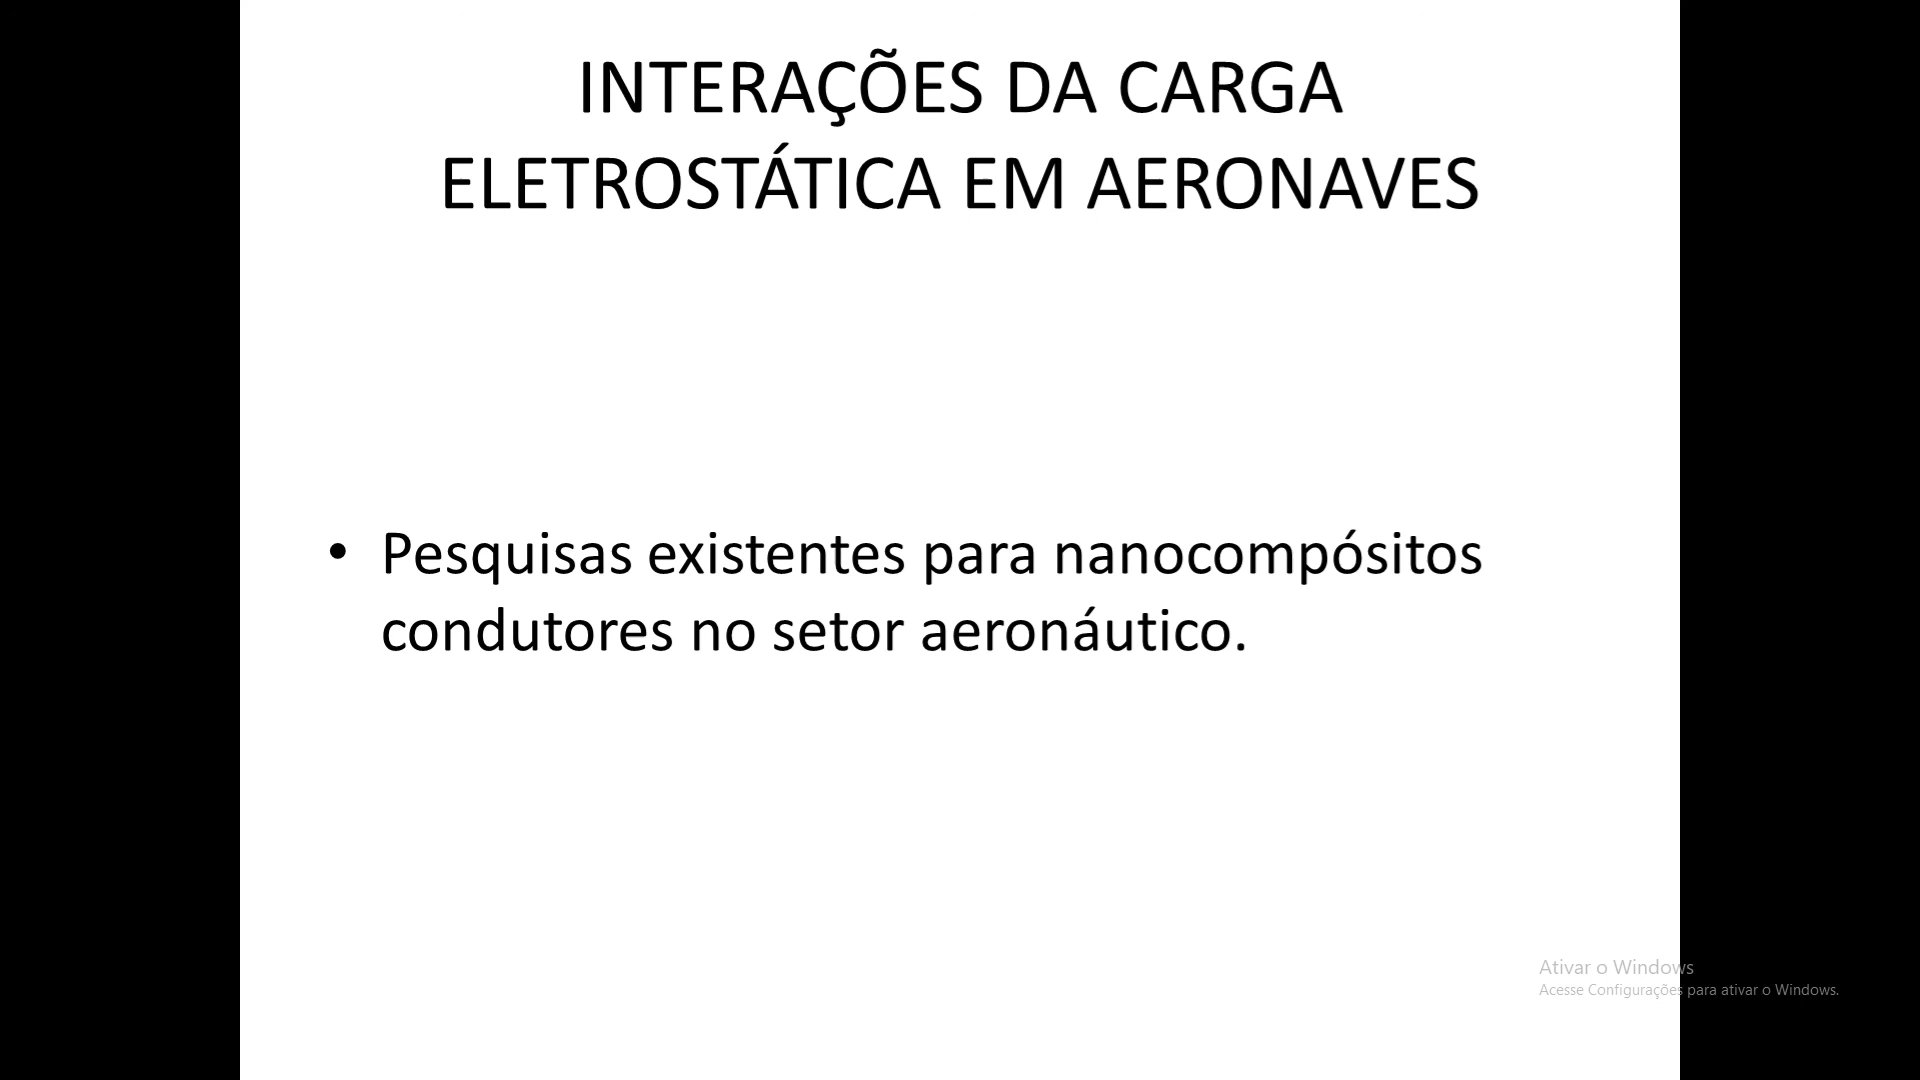 INTERAÇÕES DA CARGA
ELETROSTÁTICA EM AERONAVES
• Pesquisas existentes para nanocompósitos
condutores no setor aeronáutico.
Ativar o Windows
Acesse Configurações para ativar o Windows.